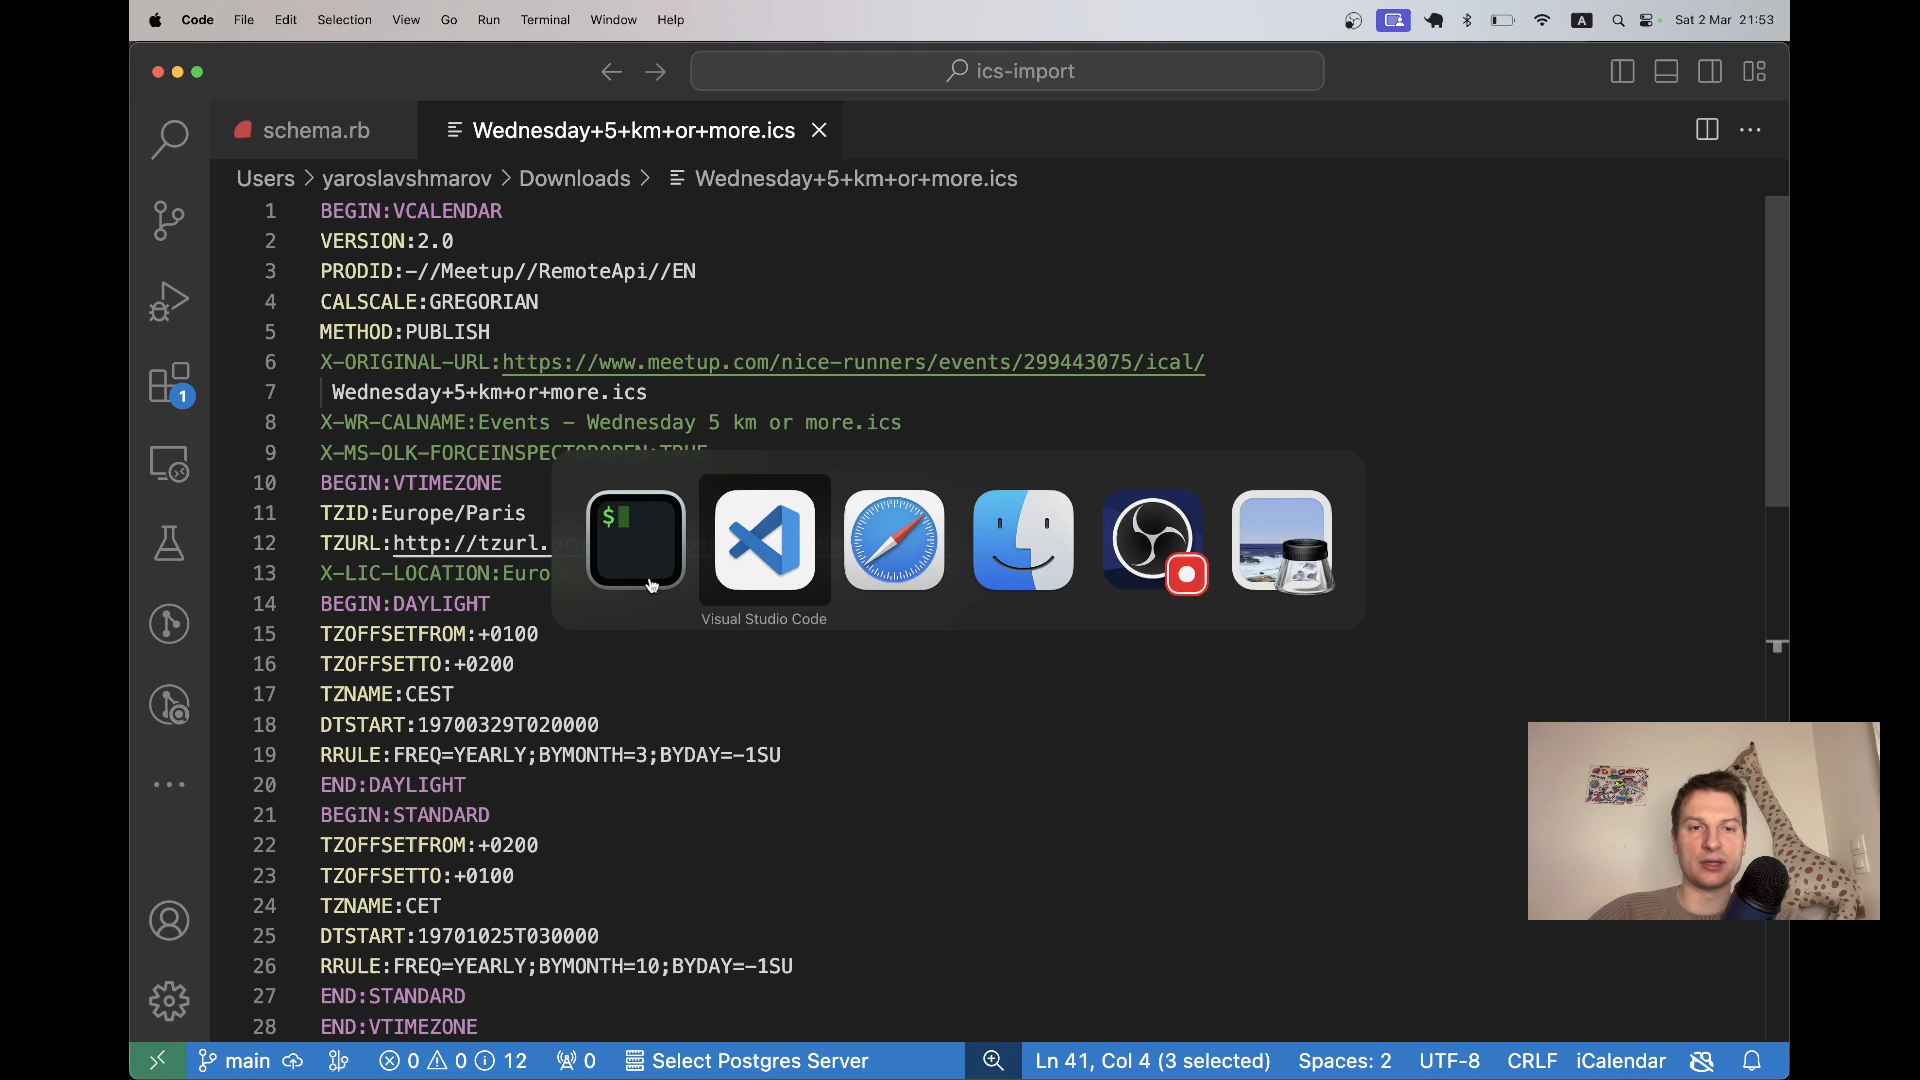 Code File Edit Selection View Go Run Terminal Window Help
A Sat 2 Mar 21:53
ics-import
schema.rb Wednesday+5+km+or+more.ics
Users > yaroslavshmarov > Downloads > Wednesday+5+km+or+more.ics
1 BEGIN:VCALENDAR
2 VERSION:2.0
3 PRODID:-//Meetup//RemoteApi//EN
4 CALSCALE:GREGORIAN
5 METHOD:PUBLISH
6 X-ORIGINAL-URL:https://www.meetup.com/nice-runners/events/299443075/ical/
7 Wednesday+5+km+or+more.ics
8 X-WR-CALNAME:Events - Wednesday 5 km or more.ics
9 X-MS-OLK-FORCEINSPECTOROPEN:TRUE
10 BEGIN:VTIMEZONE
11 TZID:Europe/Paris
12 TZURL:http://tzurl.
13 X-LIC-LOCATION:Euro
14 BEGIN:DAYLIGHT
15 TZOFFSETFROM:+0100
16 TZOFFSETTO:+0200
17 TZNAME:CEST
18 DTSTART:19700329T020000
19 RRULE:FREQ=YEARLY;BYMONTH=3;BYDAY=-1SU
20 END:DAYLIGHT
21 BEGIN:STANDARD
22 TZOFFSETFROM:+0200
23 TZOFFSETTO:+0100
24 TZNAME:CET
25 DTSTART:19701025T030000
26 RRULE:FREQ=YEARLY;BYMONTH=10;BYDAY=-1SU
27 END:STANDARD
28 END:VTIMEZONE
1
$
Visual Studio Code
main 0 0 12 0 Select Postgres Server Ln 41, Col 4 (3 selected) Spaces: 2 UTF-8 CRLF iCalendar